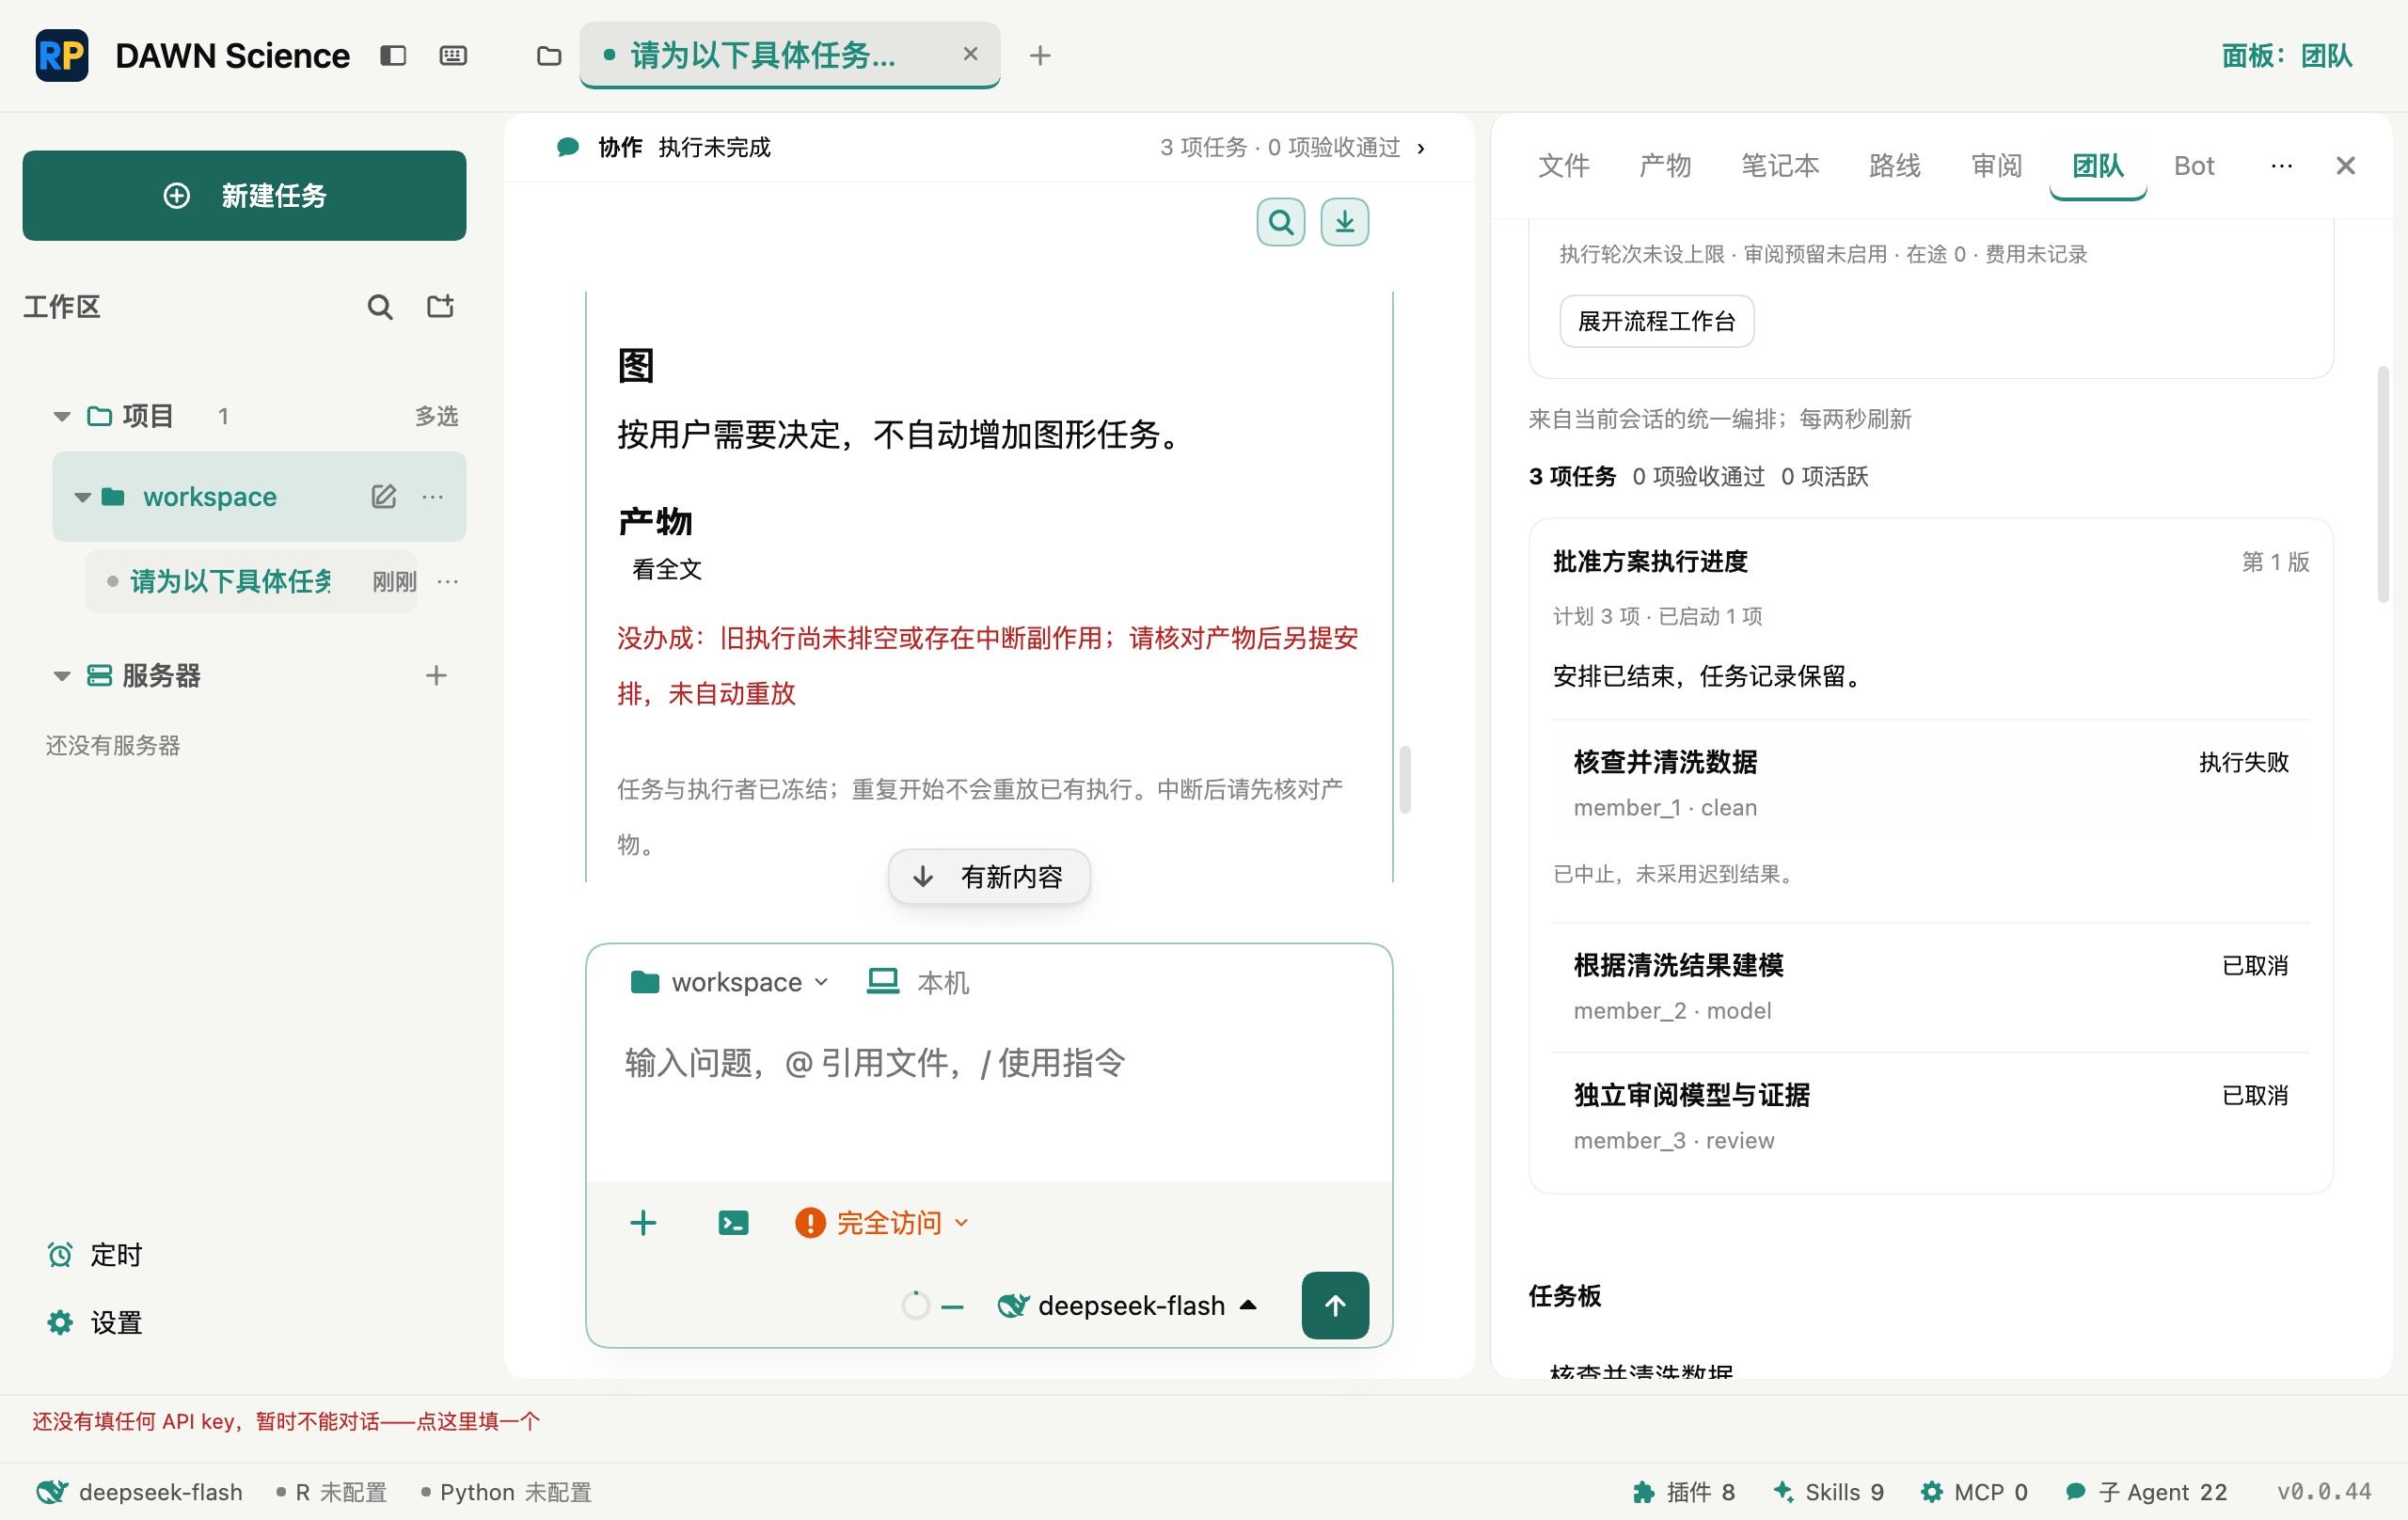 RP DAWN Science
请为以下具体任务...
面板：团队
新建任务
工作区
项目 1 多选
workspace
请为以下具体任务 刚刚
服务器
还没有服务器
定时
设置
协作 执行未完成 3 项任务 · 0 项验收通过
图
按用户需要决定，不自动增加图形任务。
产物
看全文
没办成：旧执行尚未排空或存在中断副作用；请核对产物后另提安
排，未自动重放
任务与执行者已冻结；重复开始不会重放已有执行。中断后请先核对产
物。
有新内容
workspace 本机
输入问题，@ 引用文件，/ 使用指令
完全访问
deepseek-flash
文件 产物 笔记本 路线 审阅 团队 Bot
执行轮次未设上限 · 审阅预留未启用 · 在途 0 · 费用未记录
展开流程工作台
来自当前会话的统一编排；每两秒刷新
3 项任务 0 项验收通过 0 项活跃
批准方案执行进度 第 1 版
计划 3 项 · 已启动 1 项
安排已结束，任务记录保留。
核查并清洗数据 执行失败
member_1 · clean
已中止，未采用迟到结果。
根据清洗结果建模 已取消
member_2 · model
独立审阅模型与证据 已取消
member_3 · review
任务板
核查并清洗数据
还没有填任何 API key，暂时不能对话——点这里填一个
deepseek-flash R 未配置 Python 未配置
插件 8 Skills 9 MCP 0 子 Agent 22 v0.0.44